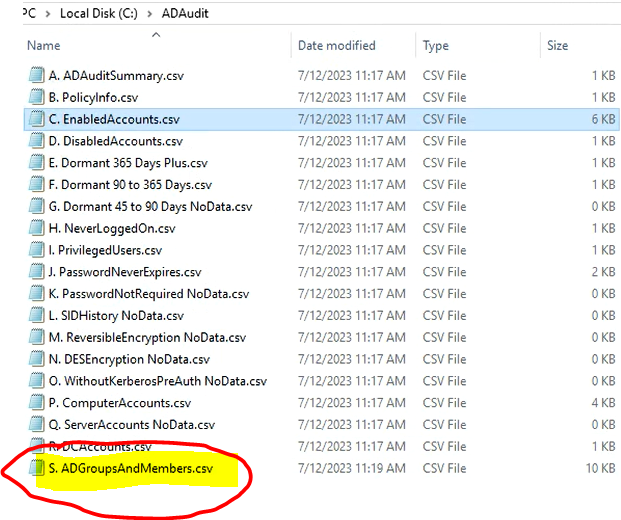 PC > Local Disk (C:) > ADAudit
Name Date modified Type Size
A. ADAuditSummary.csv 7/12/2023 11:17 AM CSV File 1 KB
B. PolicyInfo.csv 7/12/2023 11:17 AM CSV File 1 KB
C. EnabledAccounts.csv 7/12/2023 11:17 AM CSV File 6 KB
D. DisabledAccounts.csv 7/12/2023 11:17 AM CSV File 1 KB
E. Dormant 365 Days Plus.csv 7/12/2023 11:17 AM CSV File 1 KB
F. Dormant 90 to 365 Days.csv 7/12/2023 11:17 AM CSV File 1 KB
G. Dormant 45 to 90 Days NoData.csv 7/12/2023 11:17 AM CSV File 0 KB
H. NeverLoggedOn.csv 7/12/2023 11:17 AM CSV File 1 KB
I. PrivilegedUsers.csv 7/12/2023 11:17 AM CSV File 1 KB
J. PasswordNeverExpires.csv 7/12/2023 11:17 AM CSV File 2 KB
K. PasswordNotRequired NoData.csv 7/12/2023 11:17 AM CSV File 0 KB
L. SIDHistory NoData.csv 7/12/2023 11:17 AM CSV File 0 KB
M. ReversibleEncryption NoData.csv 7/12/2023 11:17 AM CSV File 0 KB
N. DESEncryption NoData.csv 7/12/2023 11:17 AM CSV File 0 KB
O. WithoutKerberosPreAuth NoData.csv 7/12/2023 11:17 AM CSV File 0 KB
P. ComputerAccounts.csv 7/12/2023 11:17 AM CSV File 4 KB
Q. ServerAccounts NoData.csv 7/12/2023 11:17 AM CSV File 0 KB
R. DCAccounts.csv 7/12/2023 11:17 AM CSV File 1 KB
S. ADGroupsAndMembers.csv 7/12/2023 11:19 AM CSV File 10 KB